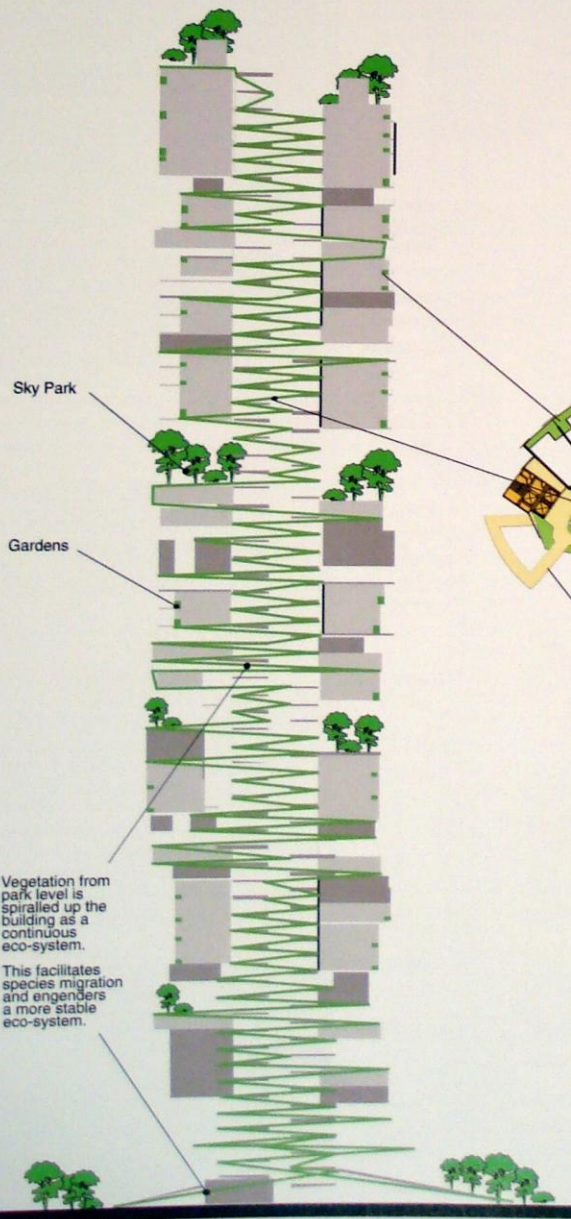 Sky Park
Gardens
Vegetation from
park level is
spiralled up the
building as a
continuous
eco-system.
This facilitates
species migration
and engenders
a more stable
eco-system.